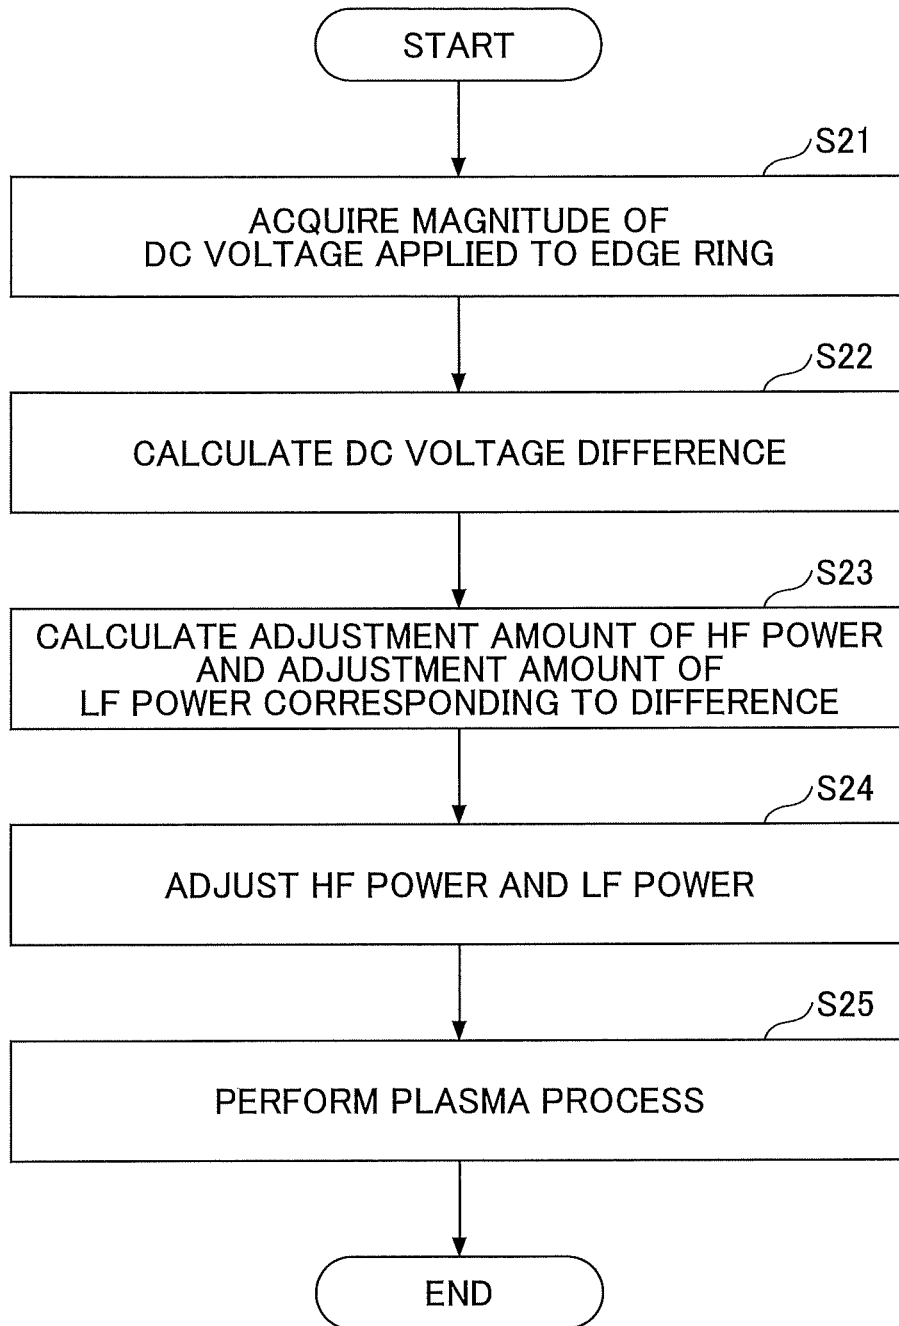 START
S21
ACQUIRE MAGNITUDE OF
DC VOLTAGE APPLIED TO EDGE RING
S22
CALCULATE DC VOLTAGE DIFFERENCE
S23
CALCULATE ADJUSTMENT AMOUNT OF HF POWER
AND ADJUSTMENT AMOUNT OF
LF POWER CORRESPONDING TO DIFFERENCE
S24
ADJUST HF POWER AND LF POWER
S25
PERFORM PLASMA PROCESS
END